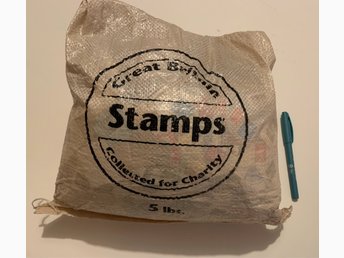 Great Britain
Stamps
Collected for Charity
5 lbs.